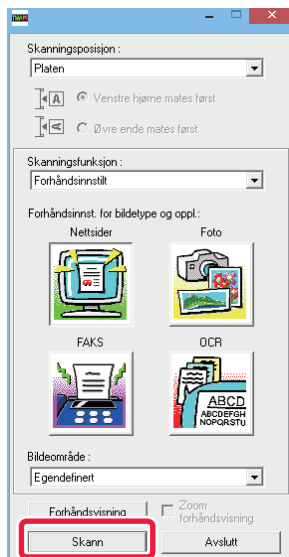 Skanningsposisjon :
Platen
A Venstre hjørne mates først
A Øvre ende mates først
Skanningsfunksjon :
Forhåndsinnstilt
Forhåndsinnst. for bildetype og oppl.:
Nettsider Foto
FAKS OCR
ABCD
ABCDEFGH
NOPQRSTU
Bildeområde :
Egendefinert
Forhåndsvisning Zoom
forhåndsvisning
Skann Avslutt